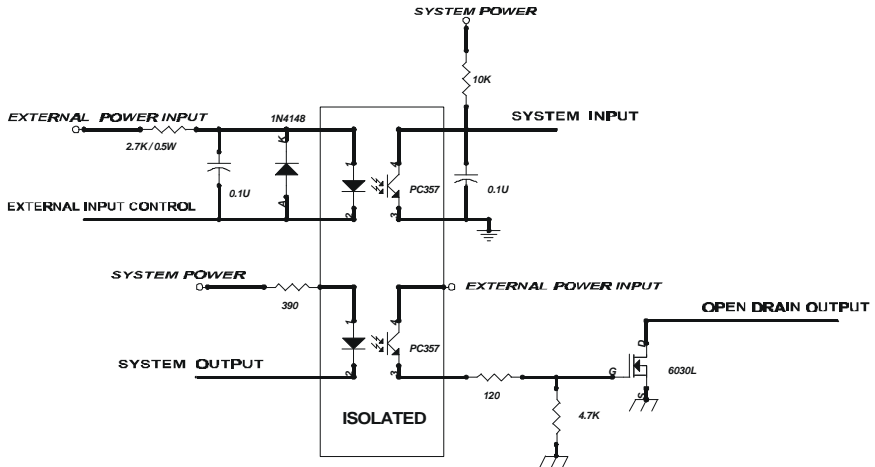 SYSTEM POWER
10K
EXTERNAL POWER INPUT
1N4148
SYSTEM INPUT
2.7K / 0.5W
K
1
4
0.1U
PC357
0.1U
EXTERNAL INPUT CONTROL
A
2
3
SYSTEM POWER
EXTERNAL POWER INPUT
390
1
4
OPEN DRAIN OUTPUT
PC357
D
SYSTEM OUTPUT
2
3
G
6030L
120
S
4.7K
ISOLATED